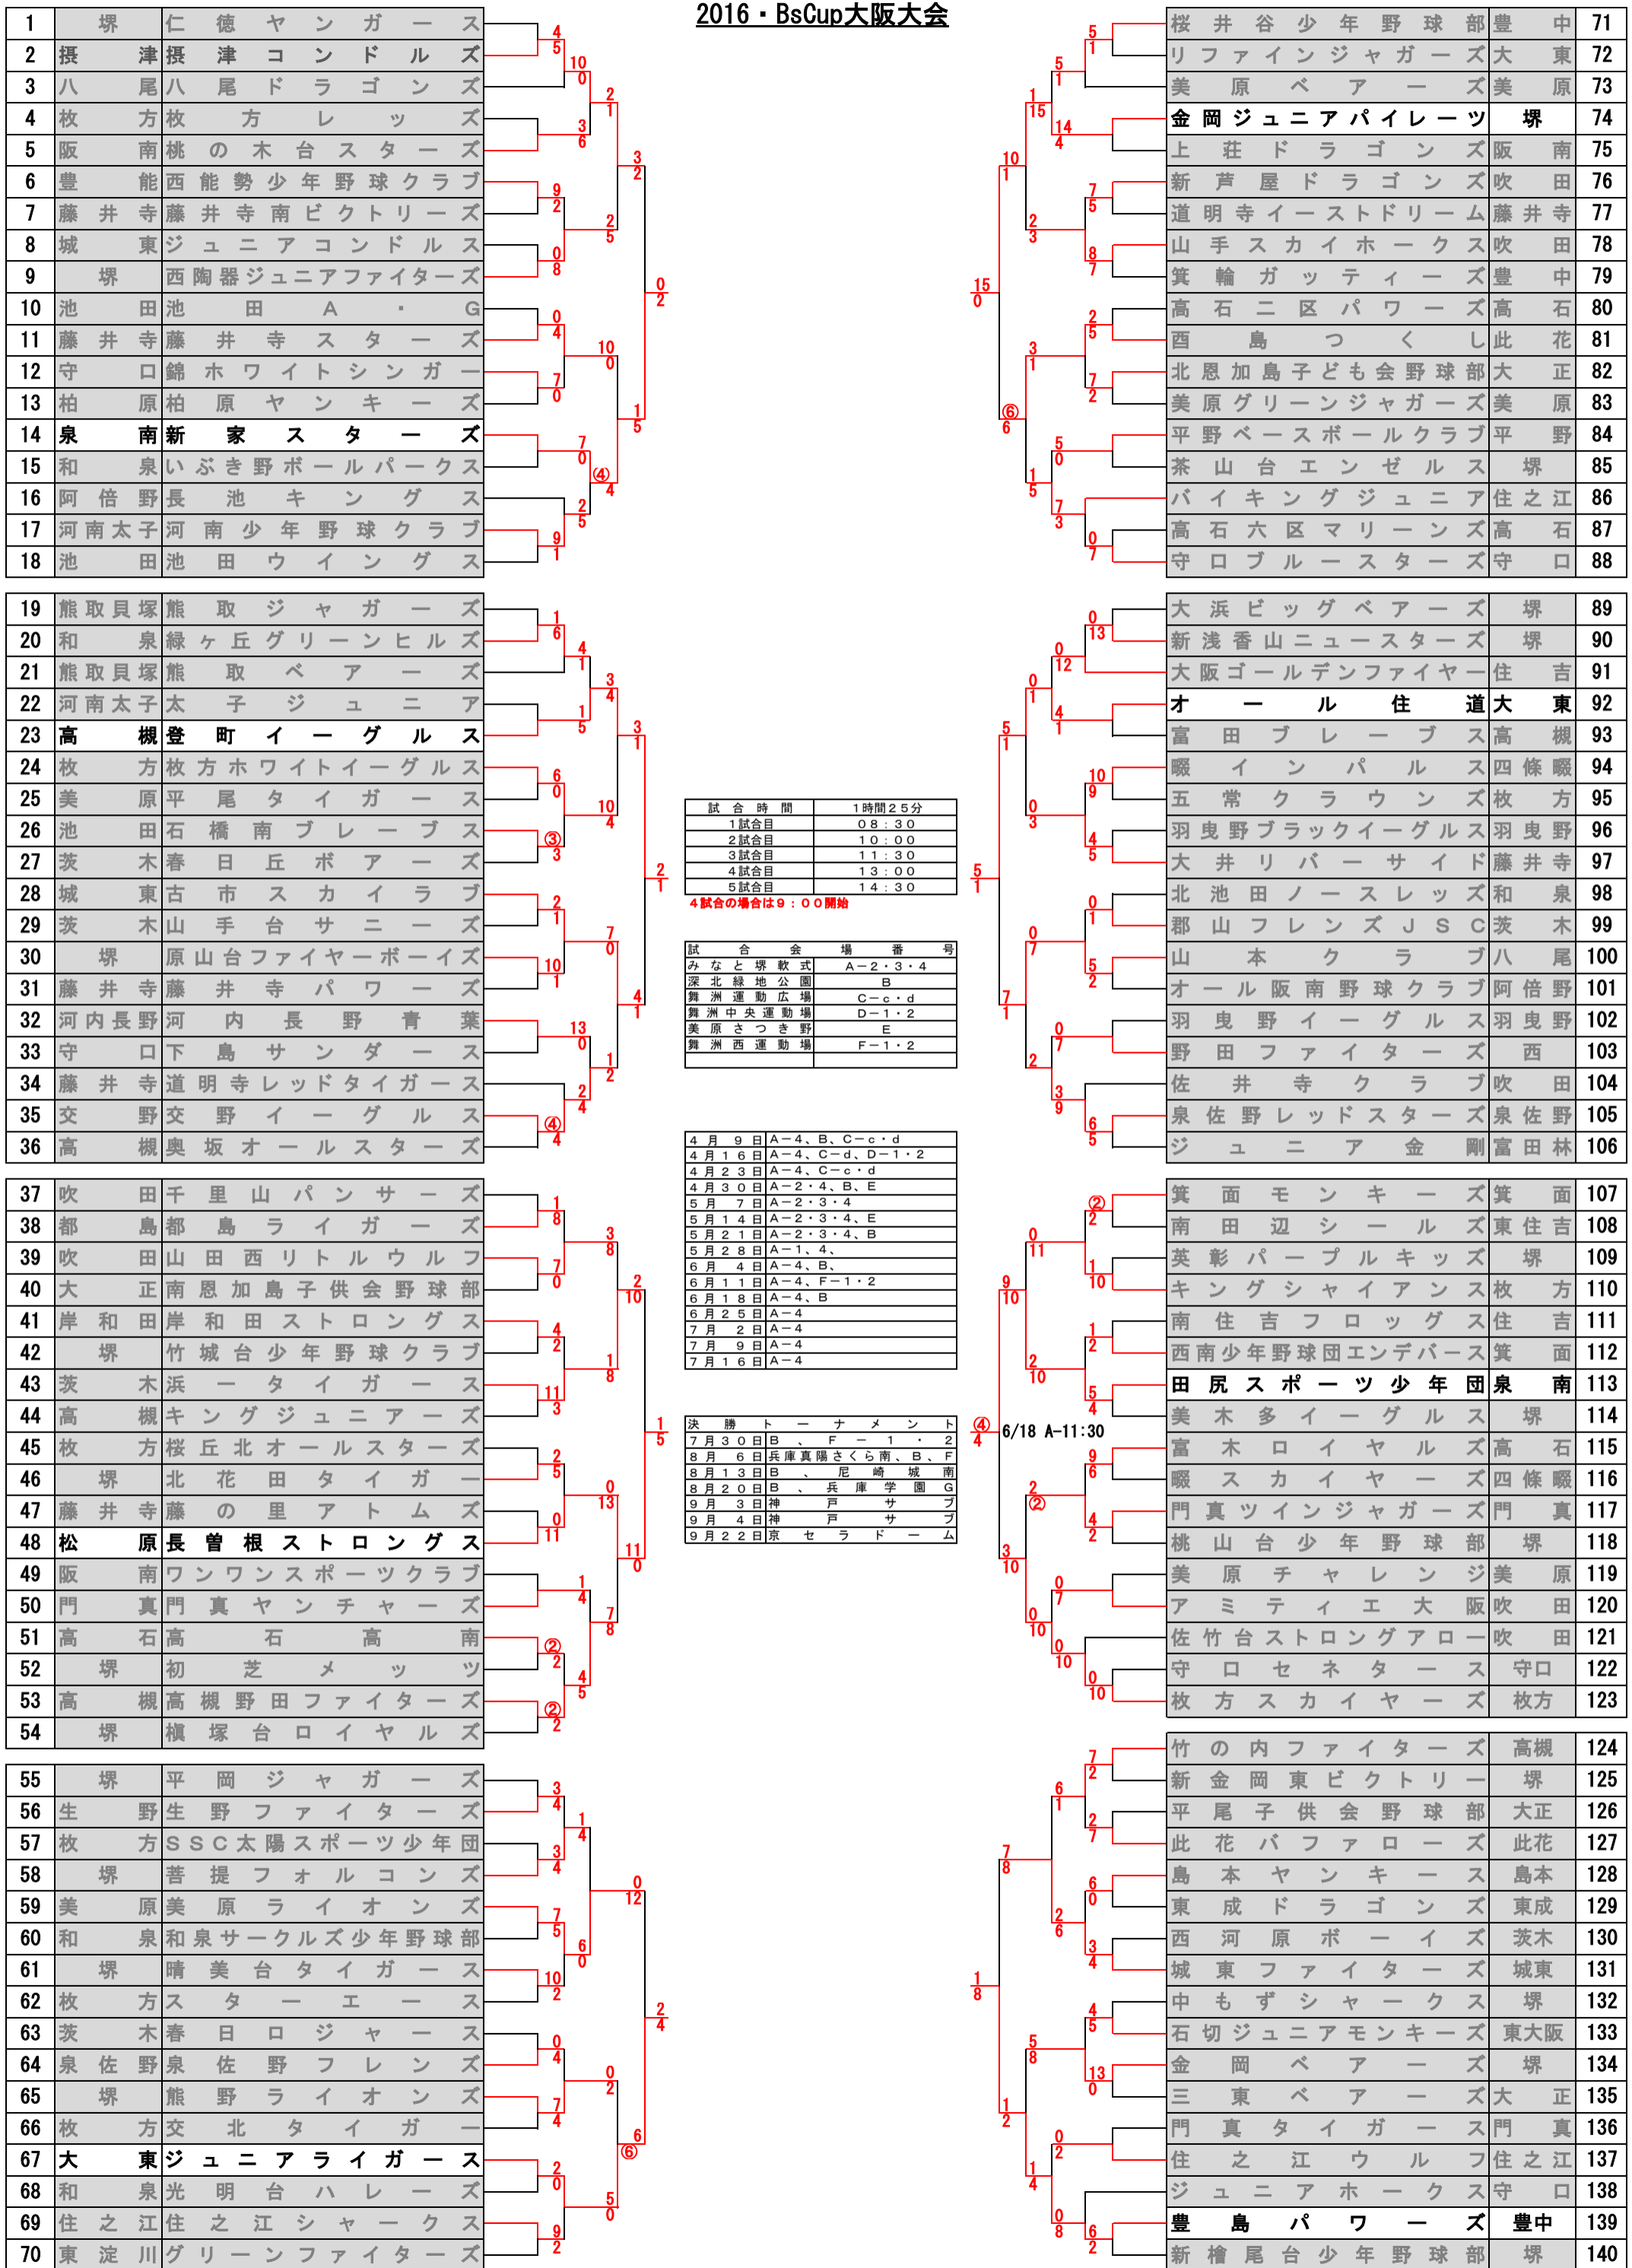 2016・BsCup大阪大会
1 堺 仁徳ヤンガース
2 摂津 摂津コンドルズ
3 八尾 八尾ドラゴンズ
4 枚方 枚方レッズ
5 阪南 桃の木台スターズ
6 豊能 西能勢少年野球クラブ
7 藤井寺 藤井寺南ビクトリーズ
8 城東 ジュニアコンドルス
9 堺 西陶器ジュニアファイターズ
10 池田 池田A・G
11 藤井寺 藤井寺スターズ
12 守口 錦ホワイトシンガー
13 柏原 柏原ヤンキーズ
14 泉南 新家スターズ
15 和泉 いぶき野ボールパークス
16 阿倍野 長池キングス
17 河南太子 河南少年野球クラブ
18 池田 池田ウイングス
19 熊取貝塚 熊取ジャガーズ
20 和泉 緑ヶ丘グリーンヒルズ
21 熊取貝塚 熊取ベアーズ
22 河南太子 太子ジュニア
23 高槻 登町イーグルス
24 枚方 枚方ホワイトイーグルス
25 美原 平尾タイガース
26 池田 石橋南ブレーブス
27 茨木 春日丘ボアーズ
28 城東 古市スカイラブ
29 茨木 山手台サニーズ
30 堺 原山台ファイヤーボーイズ
31 藤井寺 藤井寺パワーズ
32 河内長野 河内長野青葉
33 守口 下島サンダース
34 藤井寺 道明寺レッドタイガース
35 交野 交野イーグルス
36 高槻 奥坂オールスターズ
37 吹田 千里山パンサーズ
38 都島 都島ライガーズ
39 吹田 山田西リトルウルフ
40 大正 南恩加島子供会野球部
41 岸和田 岸和田ストロングス
42 堺 竹城台少年野球クラブ
43 茨木 浜一タイガース
44 高槻 キングジュニアーズ
45 枚方 桜丘北オールスターズ
46 堺 北花田タイガー
47 藤井寺 藤の里アトムズ
48 松原 長曽根ストロングス
49 阪南 ワンワンスポーツクラブ
50 門真 門真ヤンチャーズ
51 高石 高石高南
52 堺 初芝メッツ
53 高槻 高槻野田ファイターズ
54 堺 槇塚台ロイヤルズ
55 堺 平岡ジャガーズ
56 生野 生野ファイターズ
57 枚方 SSC太陽スポーツ少年団
58 堺 菩提フォルコンズ
59 美原 美原ライオンズ
60 和泉 和泉サークルズ少年野球部
61 堺 晴美台タイガース
62 枚方 スターエース
63 茨木 春日ロジャース
64 泉佐野 泉佐野フレンズ
65 堺 熊野ライオンズ
66 枚方 交北タイガー
67 大東 ジュニアライガース
68 和泉 光明台ハレーズ
69 住之江 住之江シャークス
70 東淀川 グリーンファイターズ
試合時間 1時間25分
1試合目 08:30
2試合目 10:00
3試合目 11:30
4試合目 13:00
5試合目 14:30
4試合の場合は9:00開始
試合会場番号
みなと堺軟式 A-2・3・4
深北緑地公園 B
舞洲運動広場 C-c・d
舞洲中央運動場 D-1・2
美原さつき野 E
舞洲西運動場 F-1・2
4月9日 A-4、B、C-c・d
4月16日 A-4、C-d、D-1・2
4月23日 A-4、C-c・d
4月30日 A-2・4、B、E
5月7日 A-2・3・4
5月14日 A-2・3・4、E
5月21日 A-2・3・4、B
5月28日 A-1、4、
6月4日 A-4、B、
6月11日 A-4、F-1・2
6月18日 A-4、B
6月25日 A-4
7月2日 A-4
7月9日 A-4
7月16日 A-4
決勝トーナメント
7月30日 B、F-1・2
8月6日 兵庫真陽さくら南、B、F
8月13日 B、尼崎城南
8月20日 B、兵庫学園G
9月3日 神戸サブ
9月4日 神戸サブ
9月22日 京セラドーム
6/18 A-11:30
桜井谷少年野球部 豊中 71
リファインジャガーズ 大東 72
美原ベアーズ 美原 73
金岡ジュニアパイレーツ 堺 74
上荘ドラゴンズ 阪南 75
新芦屋ドラゴンズ 吹田 76
道明寺イーストドリーム 藤井寺 77
山手スカイホークス 吹田 78
箕輪ガッティーズ 豊中 79
高石二区パワーズ 高石 80
酉島つくし 此花 81
北恩加島子ども会野球部 大正 82
美原グリーンジャガーズ 美原 83
平野ベースボールクラブ 平野 84
茶山台エンゼルス 堺 85
バイキングジュニア 住之江 86
高石六区マリーンズ 高石 87
守口ブルースターズ 守口 88
大浜ビッグベアーズ 堺 89
新浅香山ニュースターズ 堺 90
大阪ゴールデンファイヤー 住吉 91
オール住道 大東 92
富田ブレーブス 高槻 93
畷インパルス 四條畷 94
五常クラウンズ 枚方 95
羽曳野ブラックイーグルス 羽曳野 96
大井リバーサイド 藤井寺 97
北池田ノースレッズ 和泉 98
郡山フレンズJSC 茨木 99
山本クラブ 八尾 100
オール阪南野球クラブ 阿倍野 101
羽曳野イーグルス 羽曳野 102
野田ファイターズ 西 103
佐井寺クラブ 吹田 104
泉佐野レッドスターズ 泉佐野 105
ジュニア金剛 富田林 106
箕面モンキーズ 箕面 107
南田辺シールズ 東住吉 108
英彰パープルキッズ 堺 109
キングシャイアンス 枚方 110
南住吉フロッグス 住吉 111
西南少年野球団エンデバース 箕面 112
田尻スポーツ少年団 泉南 113
美木多イーグルス 堺 114
富木ロイヤルズ 高石 115
畷スカイヤーズ 四條畷 116
門真ツインジャガーズ 門真 117
桃山台少年野球部 堺 118
美原チャレンジ 美原 119
アミティエ大阪 吹田 120
佐竹台ストロングアロー 吹田 121
守口セネタース 守口 122
枚方スカイヤーズ 枚方 123
竹の内ファイターズ 高槻 124
新金岡東ビクトリー 堺 125
平尾子供会野球部 大正 126
此花バファローズ 此花 127
島本ヤンキース 島本 128
東成ドラゴンズ 東成 129
西河原ボーイズ 茨木 130
城東ファイターズ 城東 131
中もずシャークス 堺 132
石切ジュニアモンキーズ 東大阪 133
金岡ベアーズ 堺 134
三東ベアーズ 大正 135
門真タイガース 門真 136
住之江ウルフ 住之江 137
ジュニアホークス 守口 138
豊島パワーズ 豊中 139
新檜尾台少年野球部 堺 140